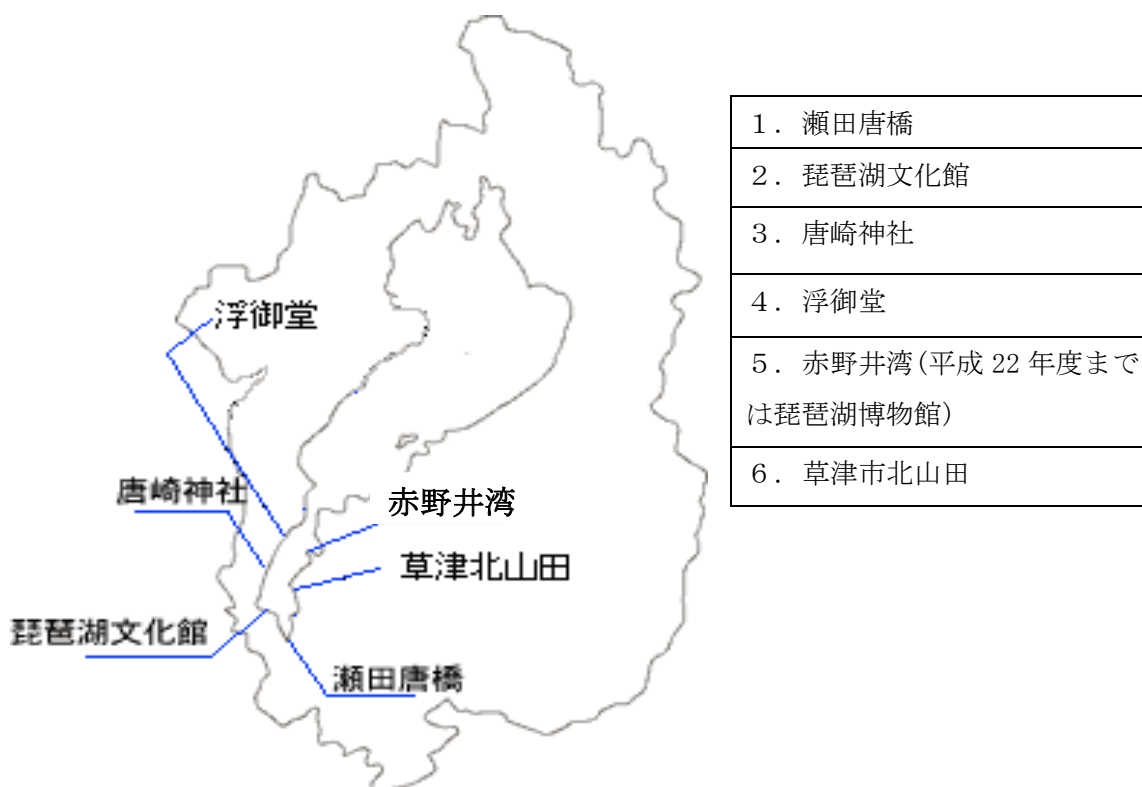 浮御堂
唐崎神社
赤野井湾
草津北山田
琵琶湖文化館
瀬田唐橋
1．瀬田唐橋
2．琵琶湖文化館
3．唐崎神社
4．浮御堂
5．赤野井湾(平成 22 年度まで
は琵琶湖博物館)
6．草津市北山田